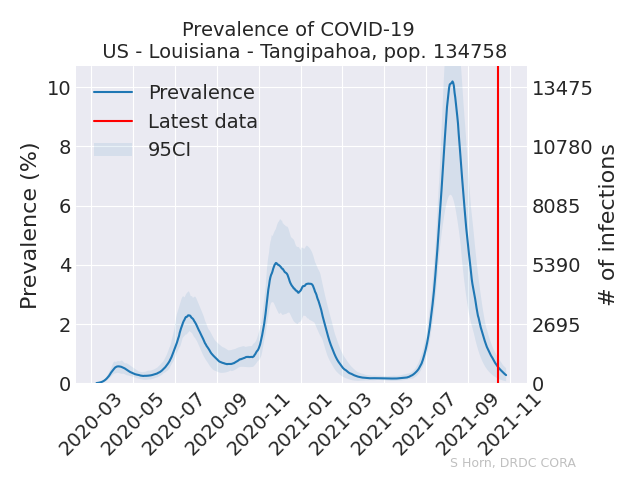 Prevalence of COVID-19
US - Louisiana - Tangipahoa, pop. 134758
Prevalence
Latest data
95CI
Prevalence (%)
10
8
6
4
2
0
13475
10780
8085
5390
2695
0
# of infections
2020-03
2020-05
2020-07
2020-09
2020-11
2021-01
2021-03
2021-05
2021-07
2021-09
2021-11
S Horn, DRDC CORA